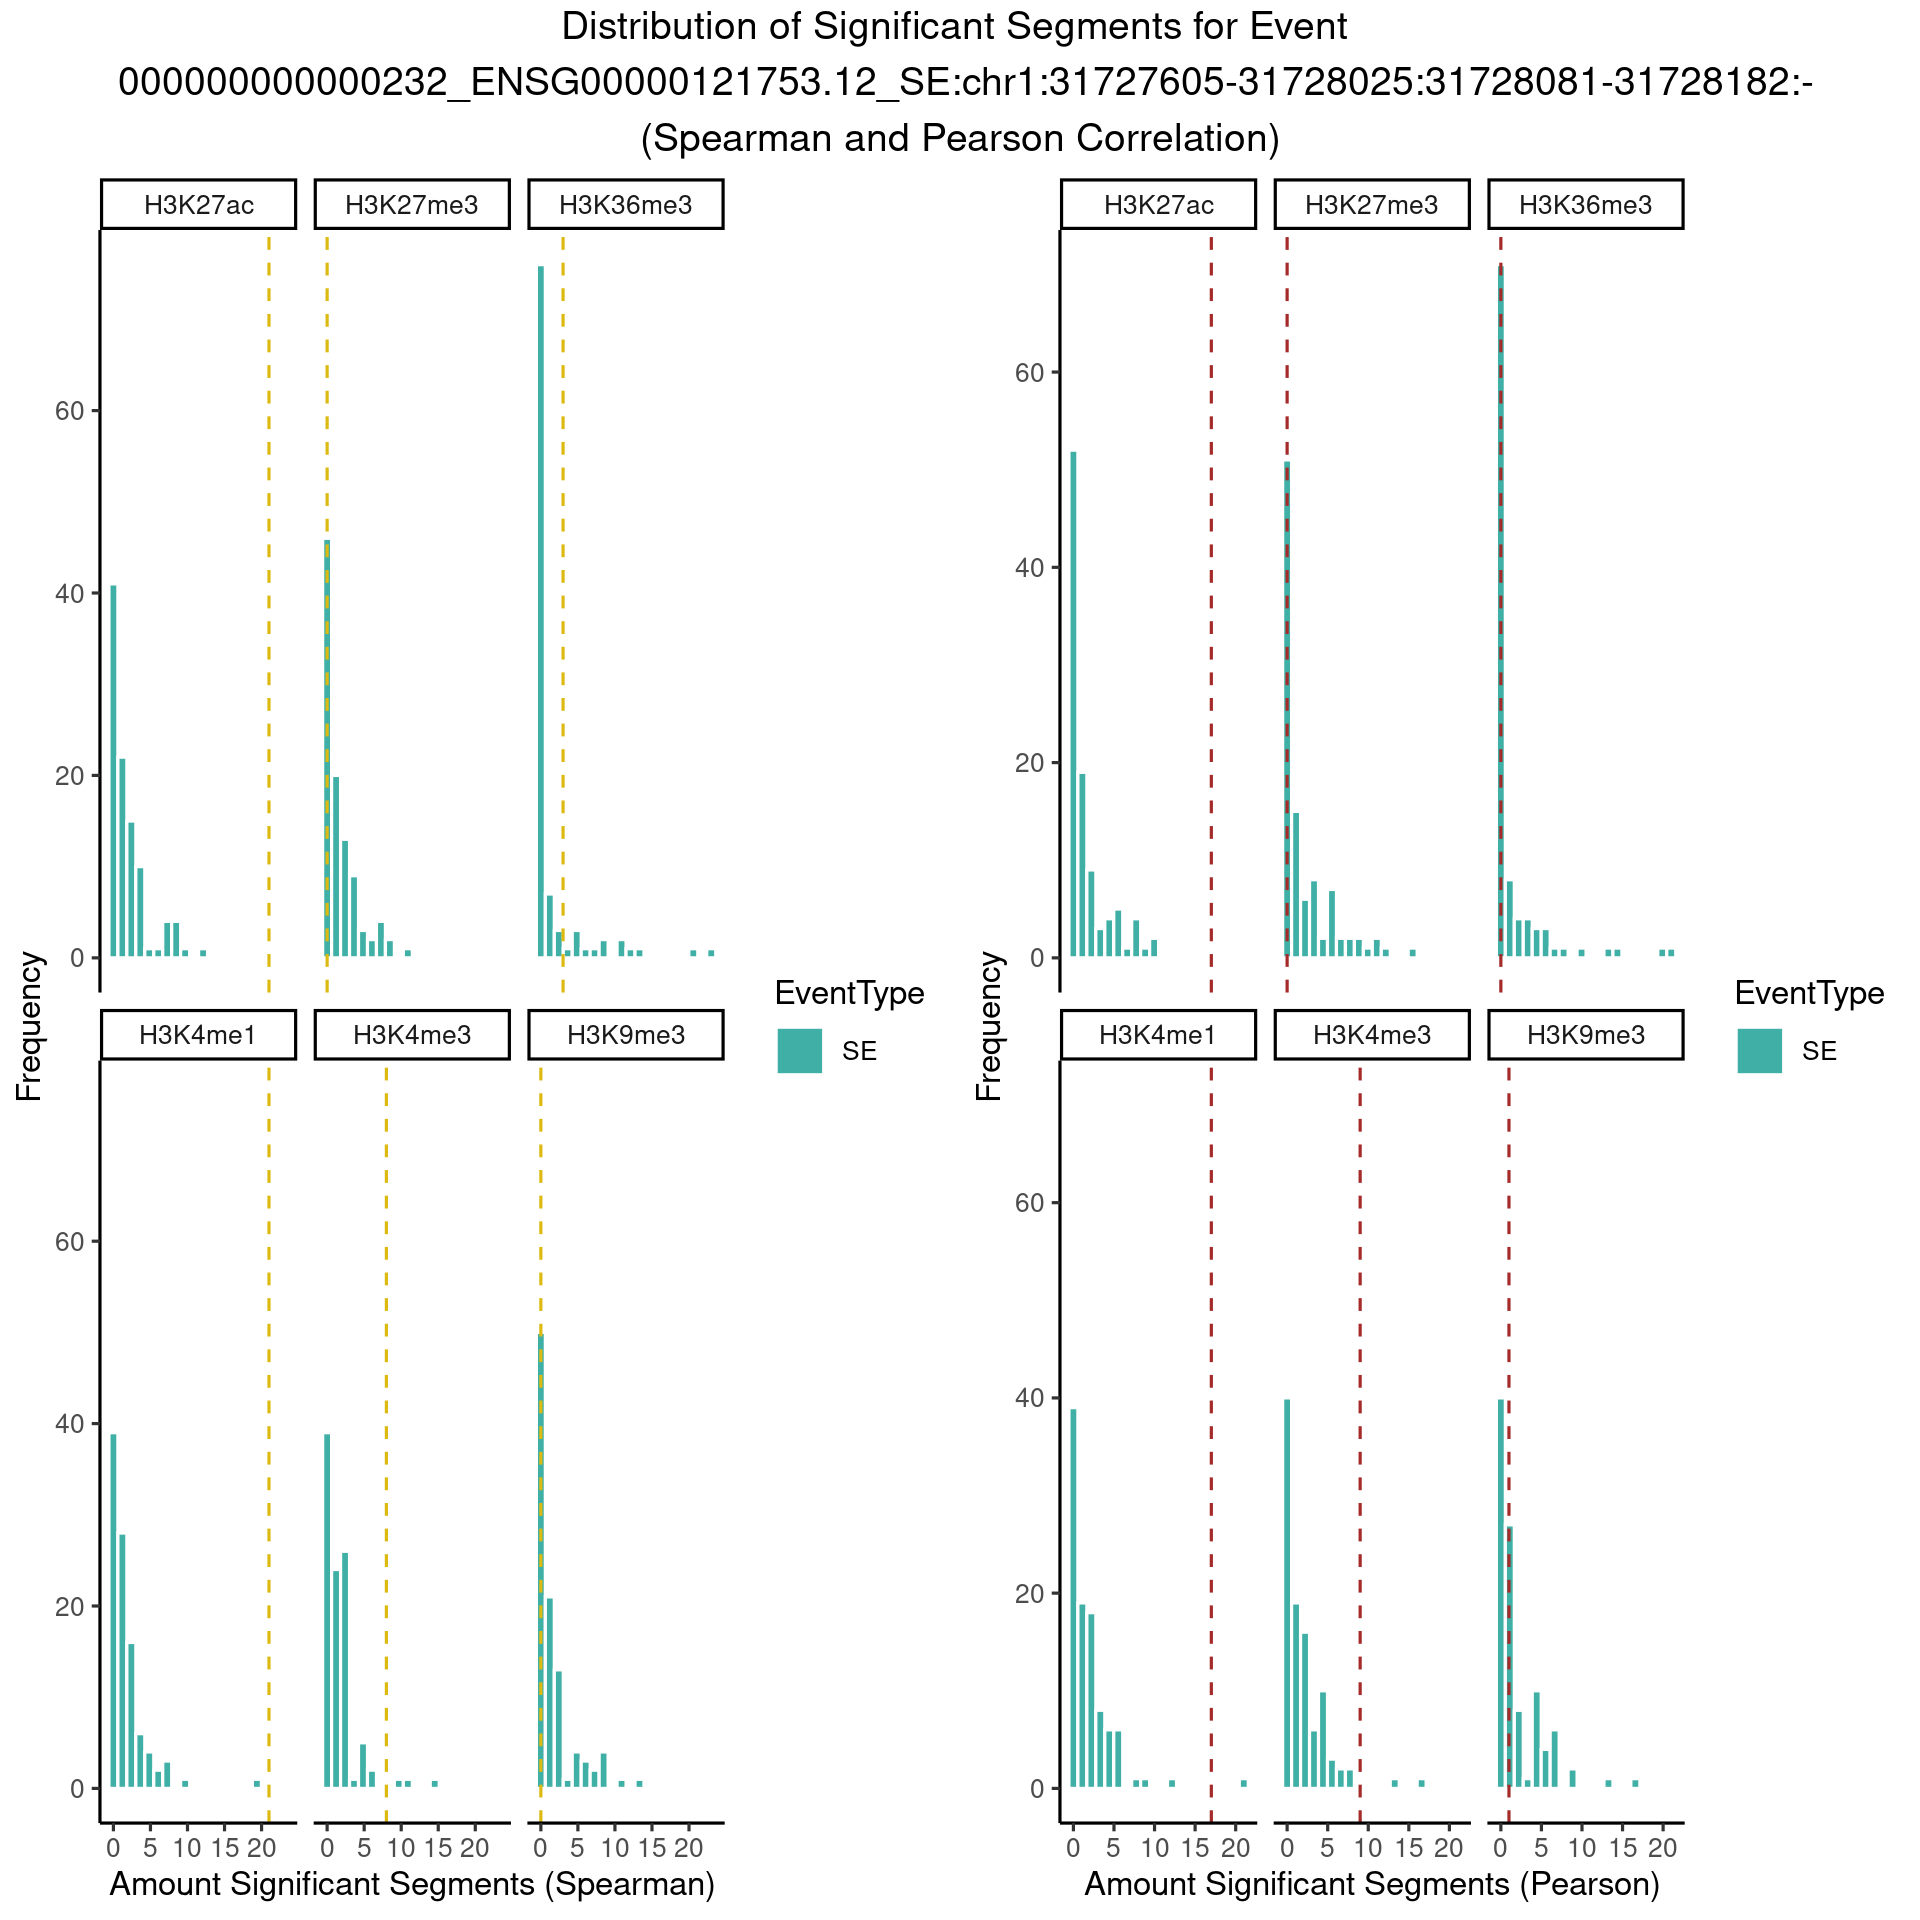 Distribution of Significant Segments for Event
000000000000232_ENSG00000121753.12_SE:chr1:31727605-31728025:31728081-31728182:-
(Spearman and Pearson Correlation)
H3K27ac H3K27me3 H3K36me3
60
40
20
0
H3K4me1 H3K4me3 H3K9me3
60
40
20
0
0 5 10 15 20 0 5 10 15 20 0 5 10 15 20
Frequency
Amount Significant Segments (Spearman)
EventType
SE
H3K27ac H3K27me3 H3K36me3
60
40
20
0
H3K4me1 H3K4me3 H3K9me3
60
40
20
0
0 5 10 15 20 0 5 10 15 20 0 5 10 15 20
Frequency
Amount Significant Segments (Pearson)
EventType
SE